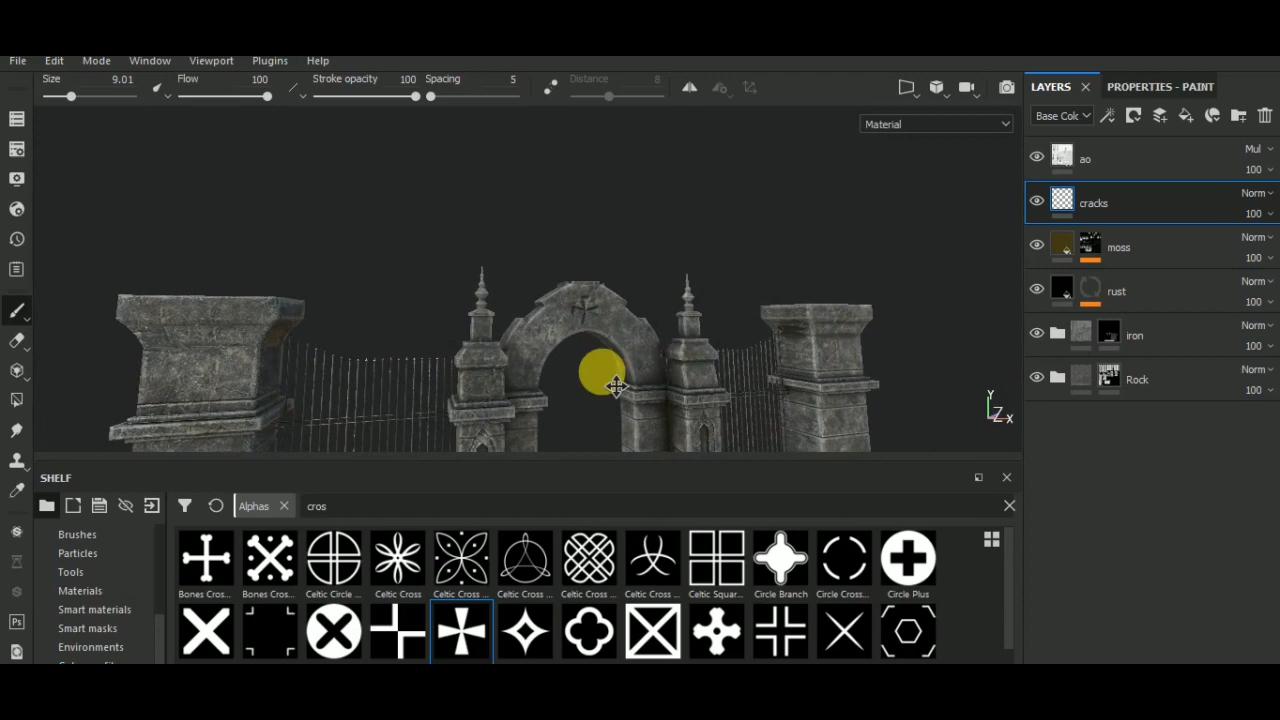 File Edit Mode Window Viewport Plugins Help
Size 9.01 Flow 100 Stroke opacity 100 Spacing 5 Distance 8
LAYERS PROPERTIES - PAINT
Base Col
Material
ao Mul 100
cracks Norm 100
moss Norm 100
rust Norm 100
iron Norm 100
Rock Norm 100
Y
Z X
SHELF
Alphas cros
Brushes
Particles
Tools
Materials
Smart materials
Smart masks
Environments
Bones Cros... Bones Cros... Celtic Circle ... Celtic Cross Celtic Cross ... Celtic Cross ... Celtic Cross ... Celtic Cross ... Celtic Squar... Circle Branch Circle Cross... Circle Plus
Ps